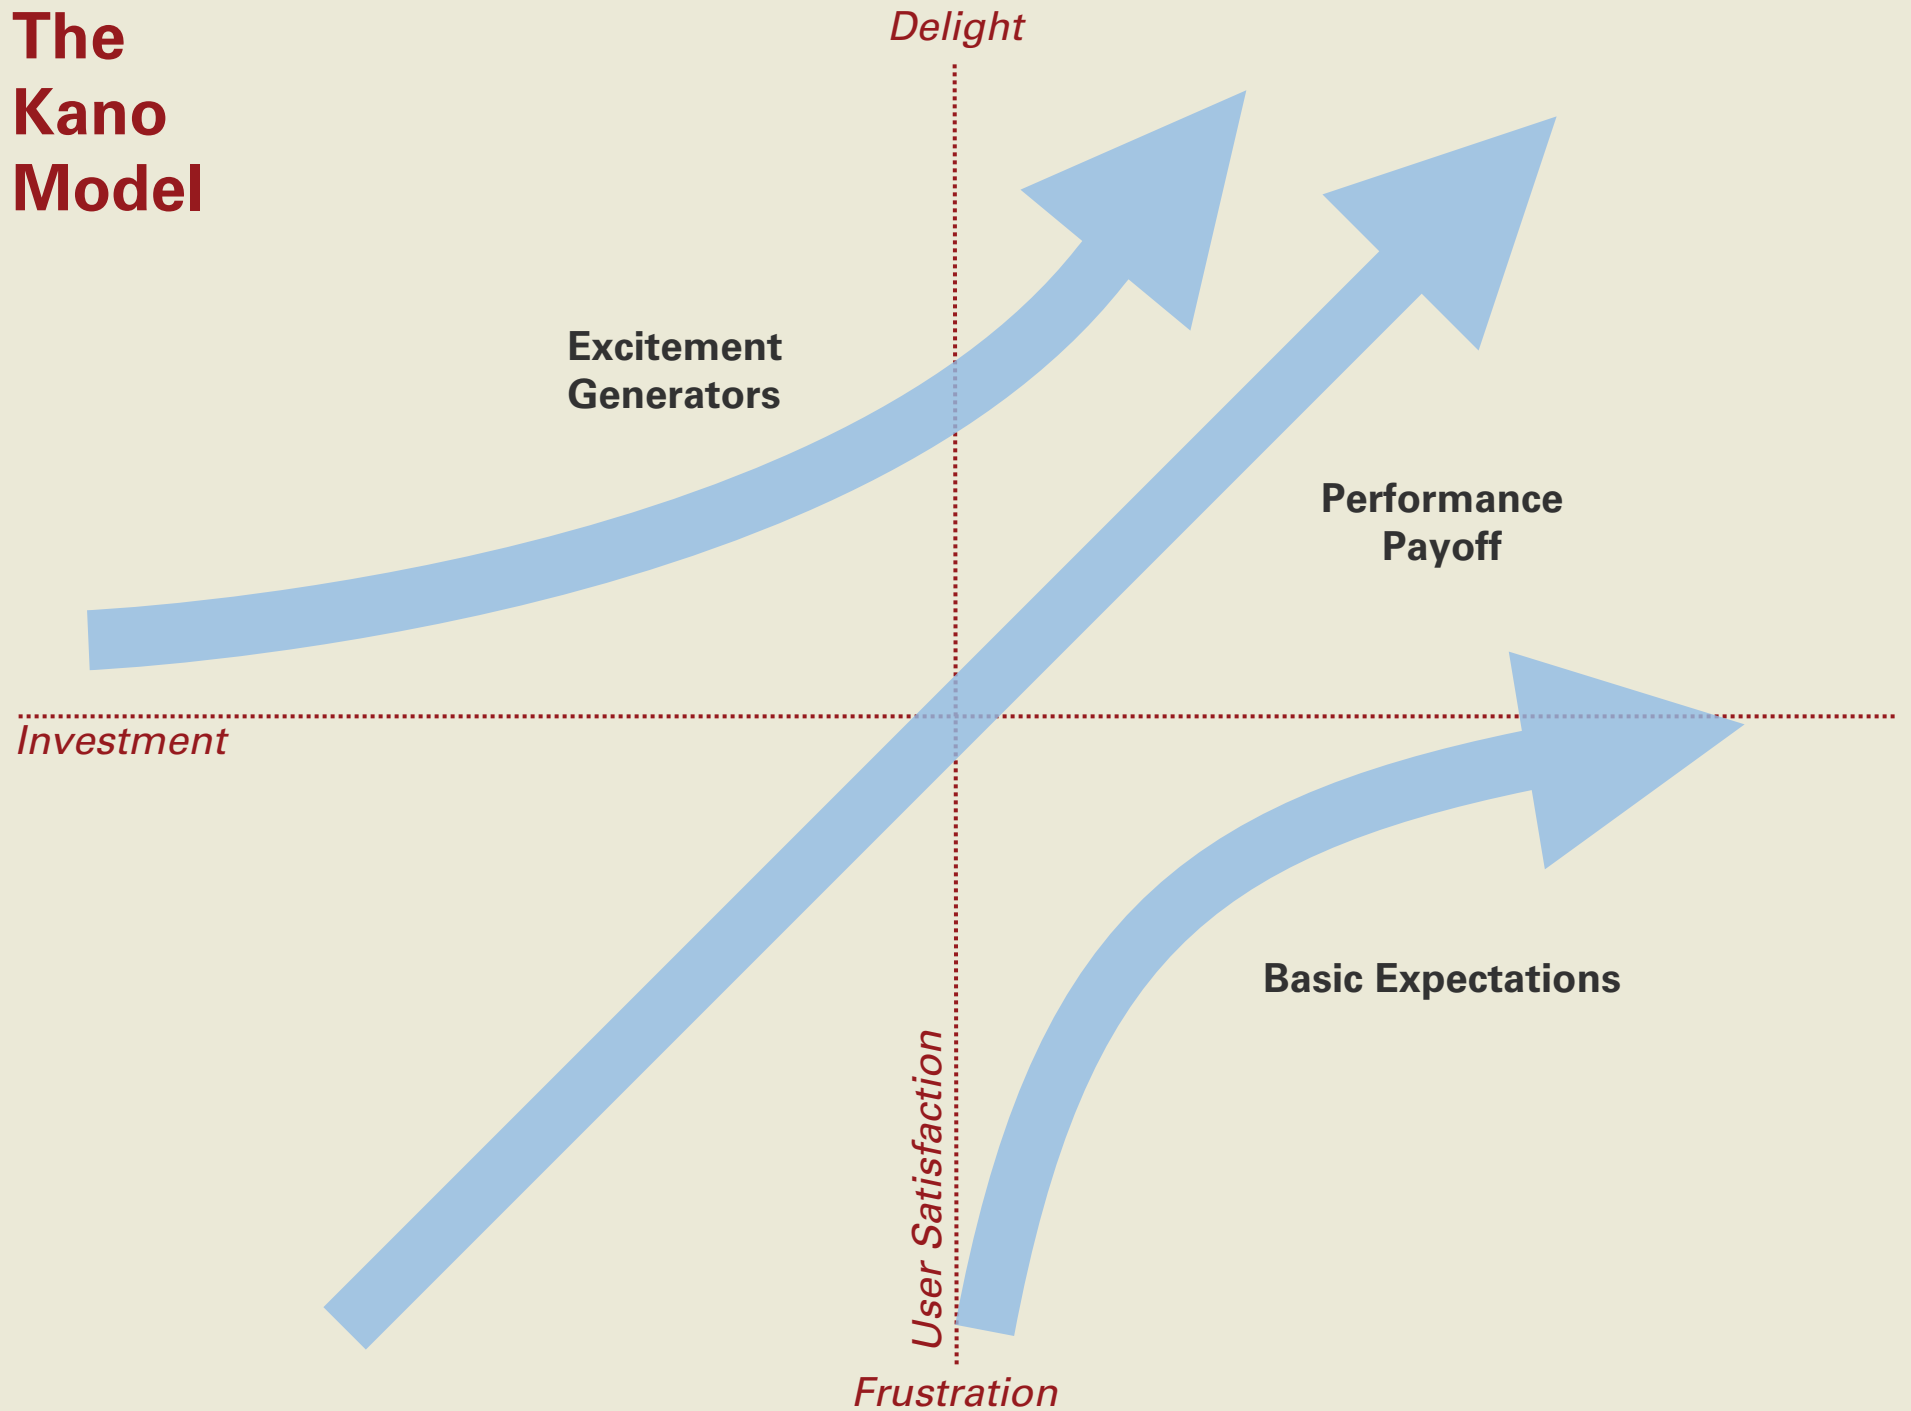 The
Kano
Model
Delight
Excitement
Generators
Performance
Payoff
Investment
Basic Expectations
User Satisfaction
Frustration